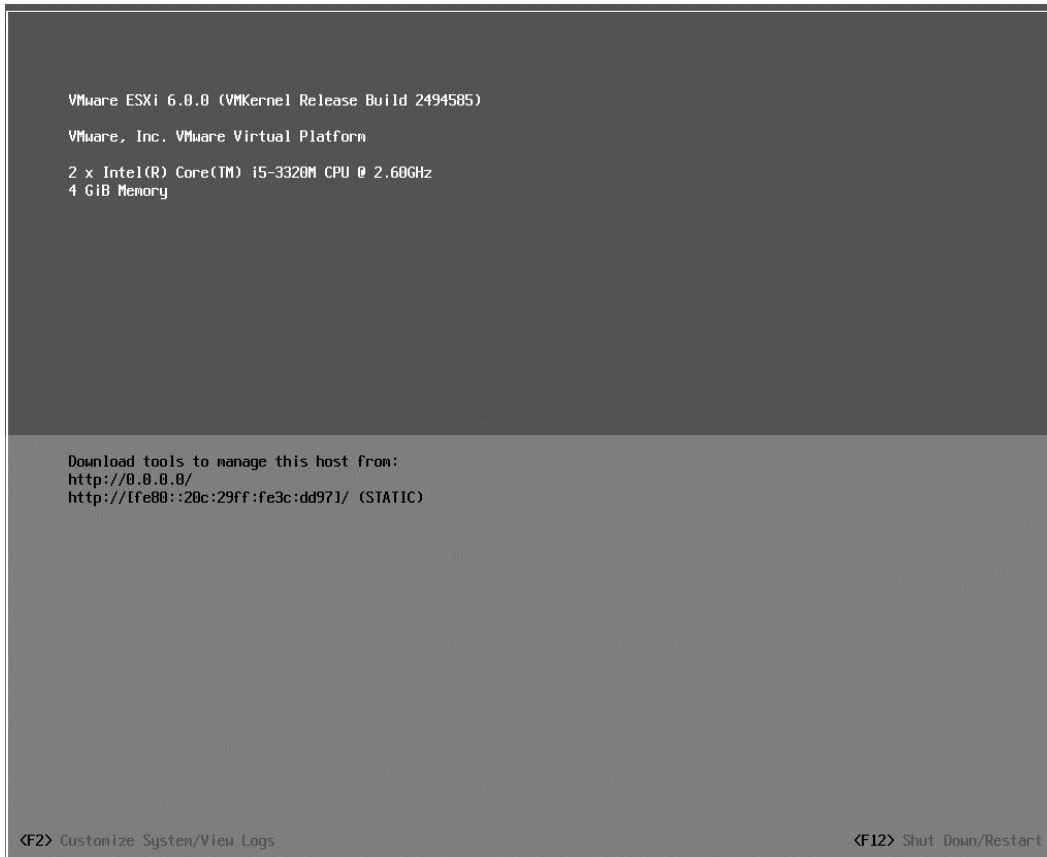 VMware ESXi 6.0.0 (VMKernel Release Build 2494585)
VMware, Inc. VMware Virtual Platform
2 x Intel(R) Core(TM) i5-3320M CPU @ 2.60GHz
4 GiB Memory
Download tools to manage this host from:
http://0.0.0.0/
http://[fe80::20c:29ff:fe3c:dd97]/ (STATIC)
<F2> Customize System/View Logs
<F12> Shut Down/Restart